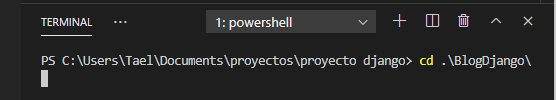 TERMINAL ... 1: powershell
PS C:\Users\Tael\Documents\proyectos\proyecto django> cd .\BlogDjango\